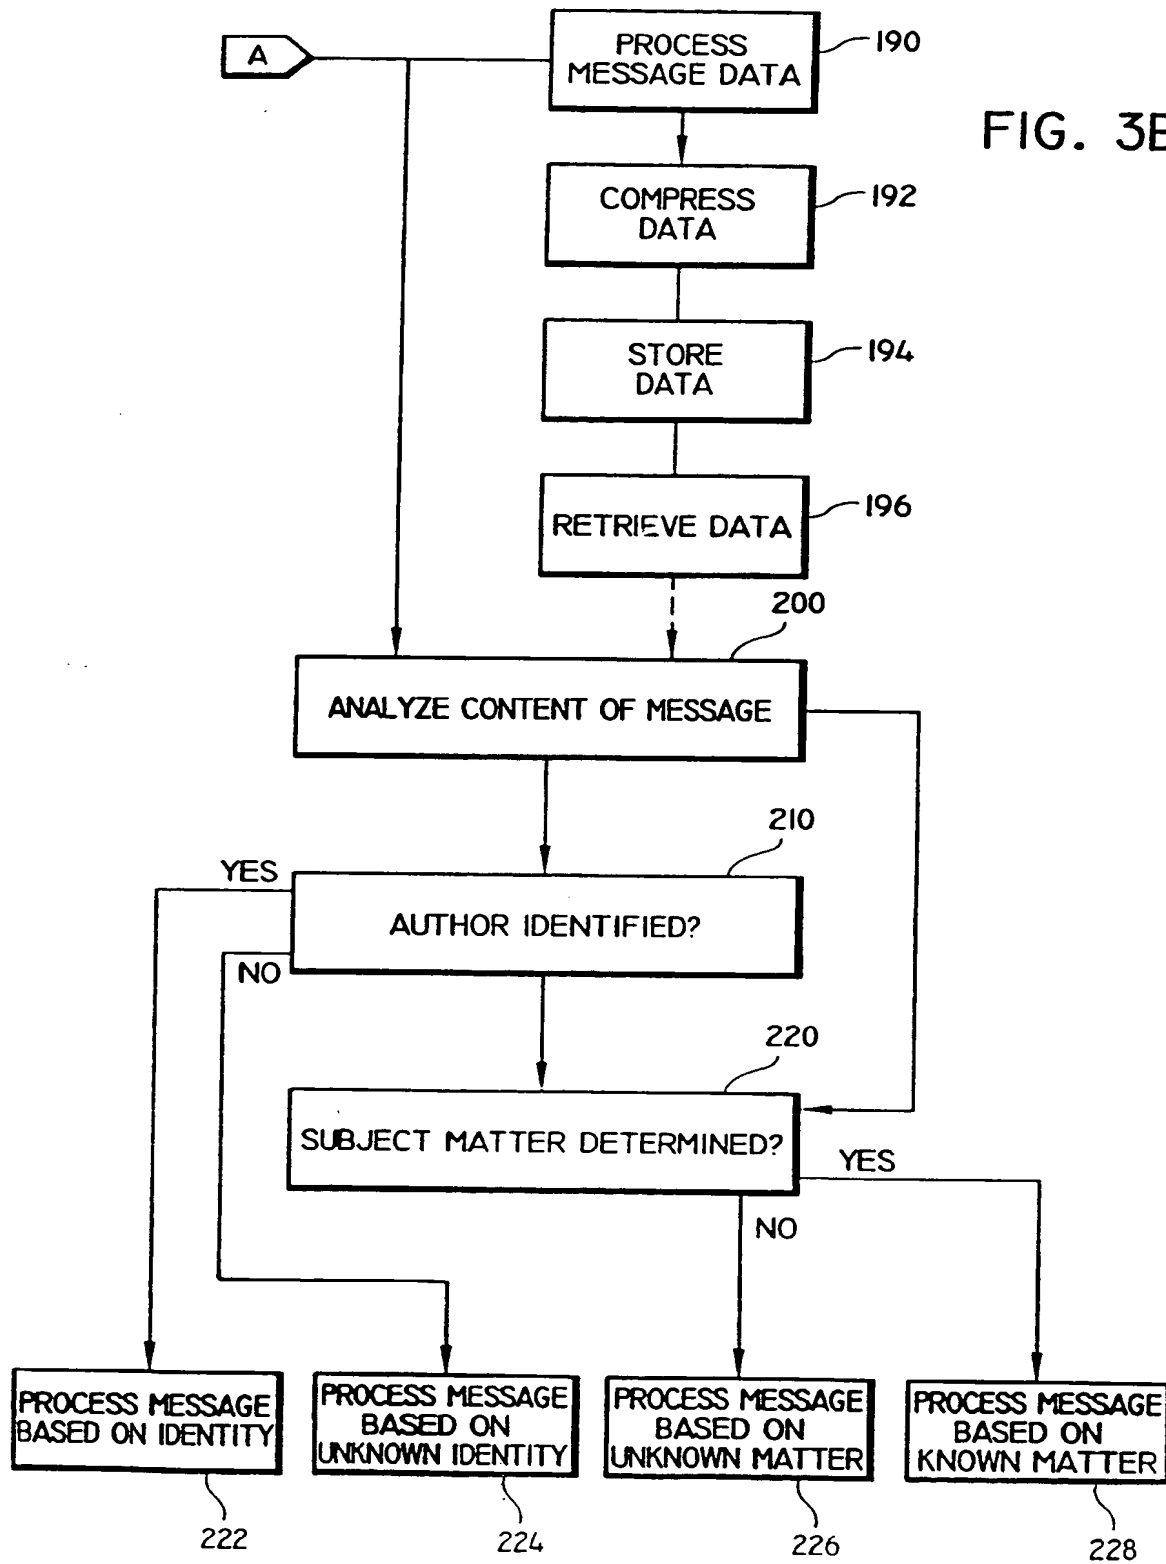 A
PROCESS
MESSAGE DATA
190
FIG. 3B
COMPRESS
DATA
192
STORE
DATA
194
RETRIEVE DATA
196
200
ANALYZE CONTENT OF MESSAGE
210
YES
AUTHOR IDENTIFIED?
NO
220
SUBJECT MATTER DETERMINED?
YES
NO
PROCESS MESSAGE
BASED ON IDENTITY
PROCESS MESSAGE
BASED ON
UNKNOWN IDENTITY
PROCESS MESSAGE
BASED ON
UNKNOWN MATTER
PROCESS MESSAGE
BASED ON
KNOWN MATTER
222
224
226
228